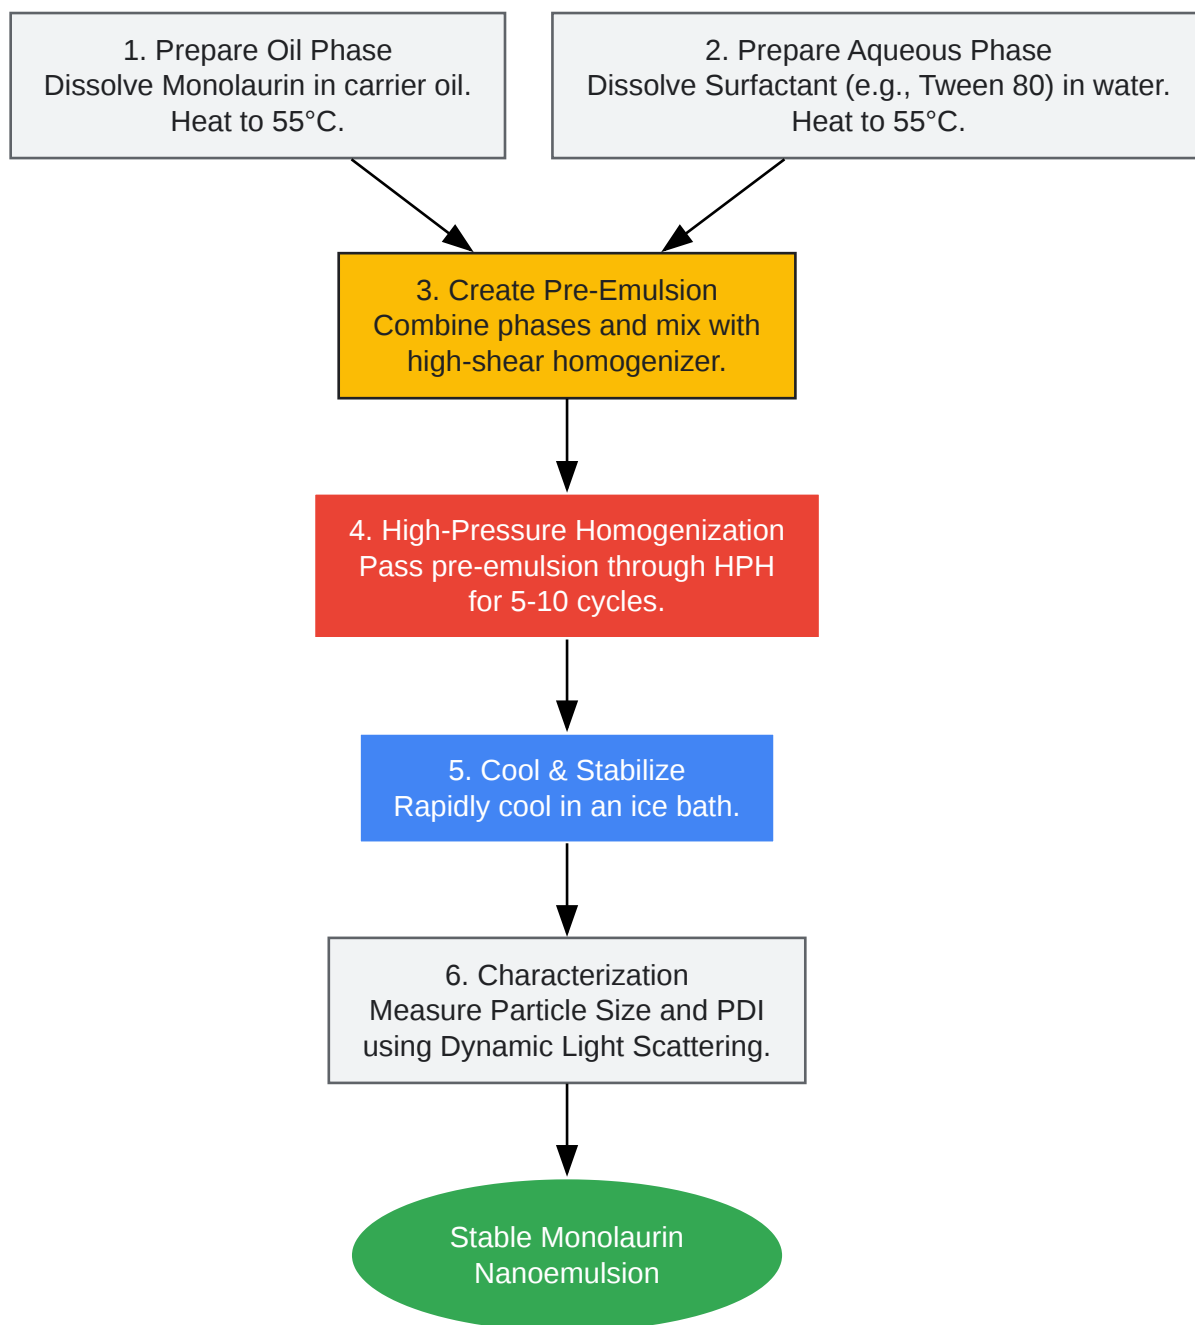 1. Prepare Oil Phase
Dissolve Monolaurin in carrier oil.
Heat to 55°C.
2. Prepare Aqueous Phase
Dissolve Surfactant (e.g., Tween 80) in water.
Heat to 55°C.
3. Create Pre-Emulsion
Combine phases and mix with
high-shear homogenizer.
4. High-Pressure Homogenization
Pass pre-emulsion through HPH
for 5-10 cycles.
5. Cool & Stabilize
Rapidly cool in an ice bath.
6. Characterization
Measure Particle Size and PDI
using Dynamic Light Scattering.
Stable Monolaurin
Nanoemulsion